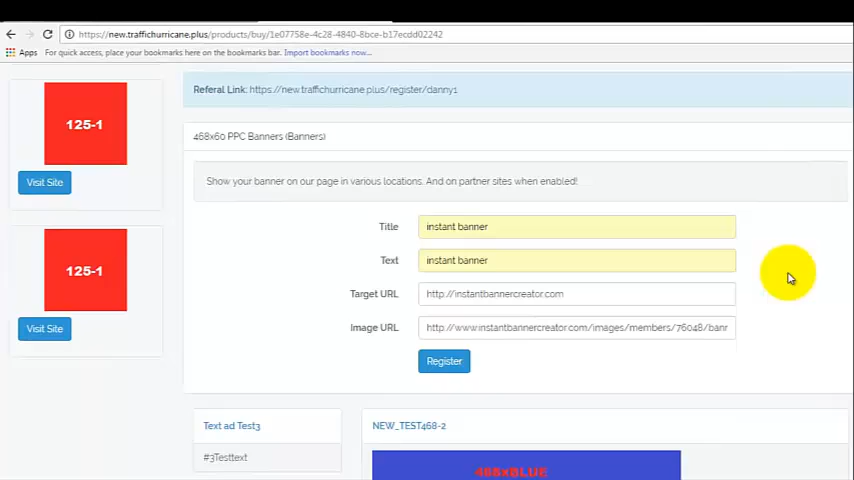 https://new.traffichurricane.plus/products/buy/1e07758e-4c28-4840-8bce-b17ecdd02242
Apps For quick access, place your bookmarks here on the bookmarks bar. Import bookmarks now...
125-1
Visit Site
125-1
Visit Site
Referal Link: https://new.traffichurricane.plus/register/danny1
468x60 PPC Banners (Banners)
Show your banner on our page in various locations. And on partner sites when enabled!
Title instant banner
Text instant banner
Target URL http://instantbannercreator.com
Image URL http://www.instantbannercreator.com/images/members/76048/banr
Register
Text ad Test3
#3Testtext
NEW_TEST468-2
468xBLUE